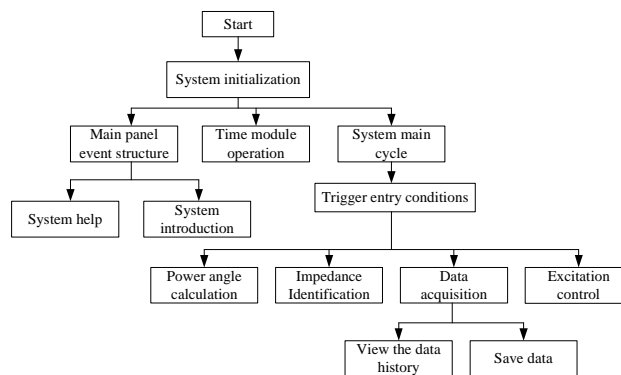 Start
System initialization
Main panel
event structure
Time module
operation
System main
cycle
System help
System
introduction
Trigger entry conditions
Power angle
calculation
Impedance
Identification
Data
acquisition
Excitation
control
View the data
history
Save data